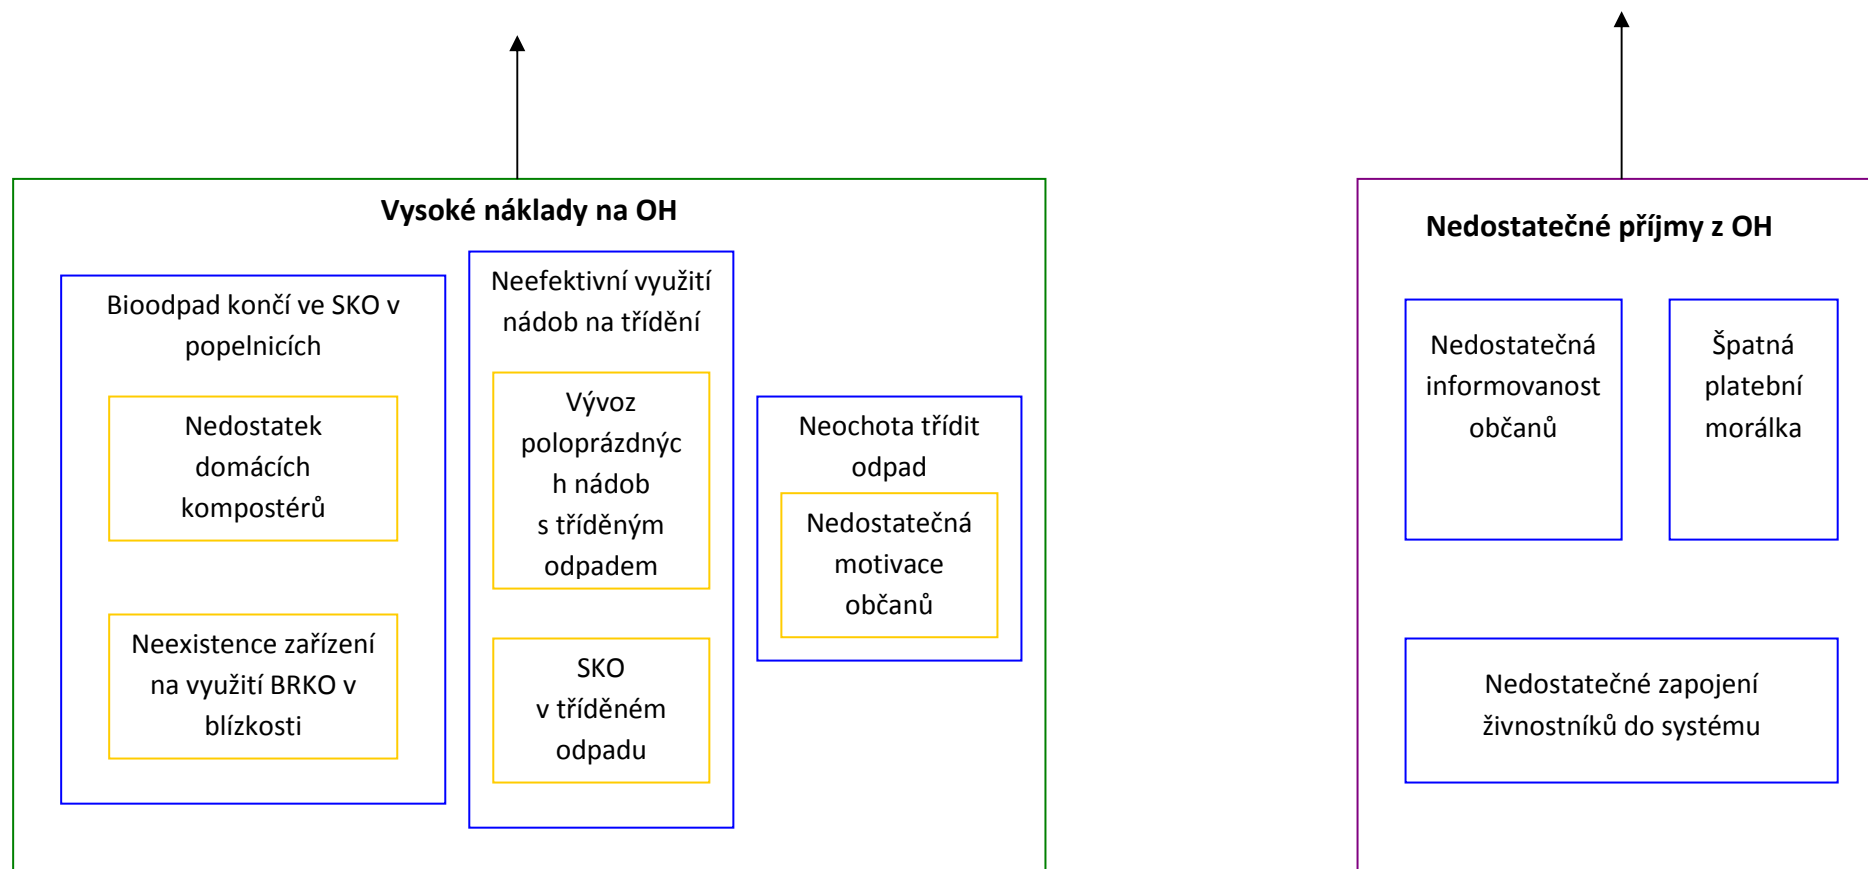 Vysoké náklady na OH
Bioodpad končí ve SKO v
popelnicích
Nedostatek
domácích
kompostérů
Neexistence zařízení
na využití BRKO v
blízkosti
Neefektivní využití
nádob na třídění
Vývoz
poloprázdnýc
h nádob
s tříděným
odpadem
SKO
v tříděném
odpadu
Neochota třídit
odpad
Nedostatečná
motivace
občanů
Nedostatečné příjmy z OH
Nedostatečná
informovanost
občanů
Špatná
platební
morálka
Nedostatečné zapojení
živnostníků do systému